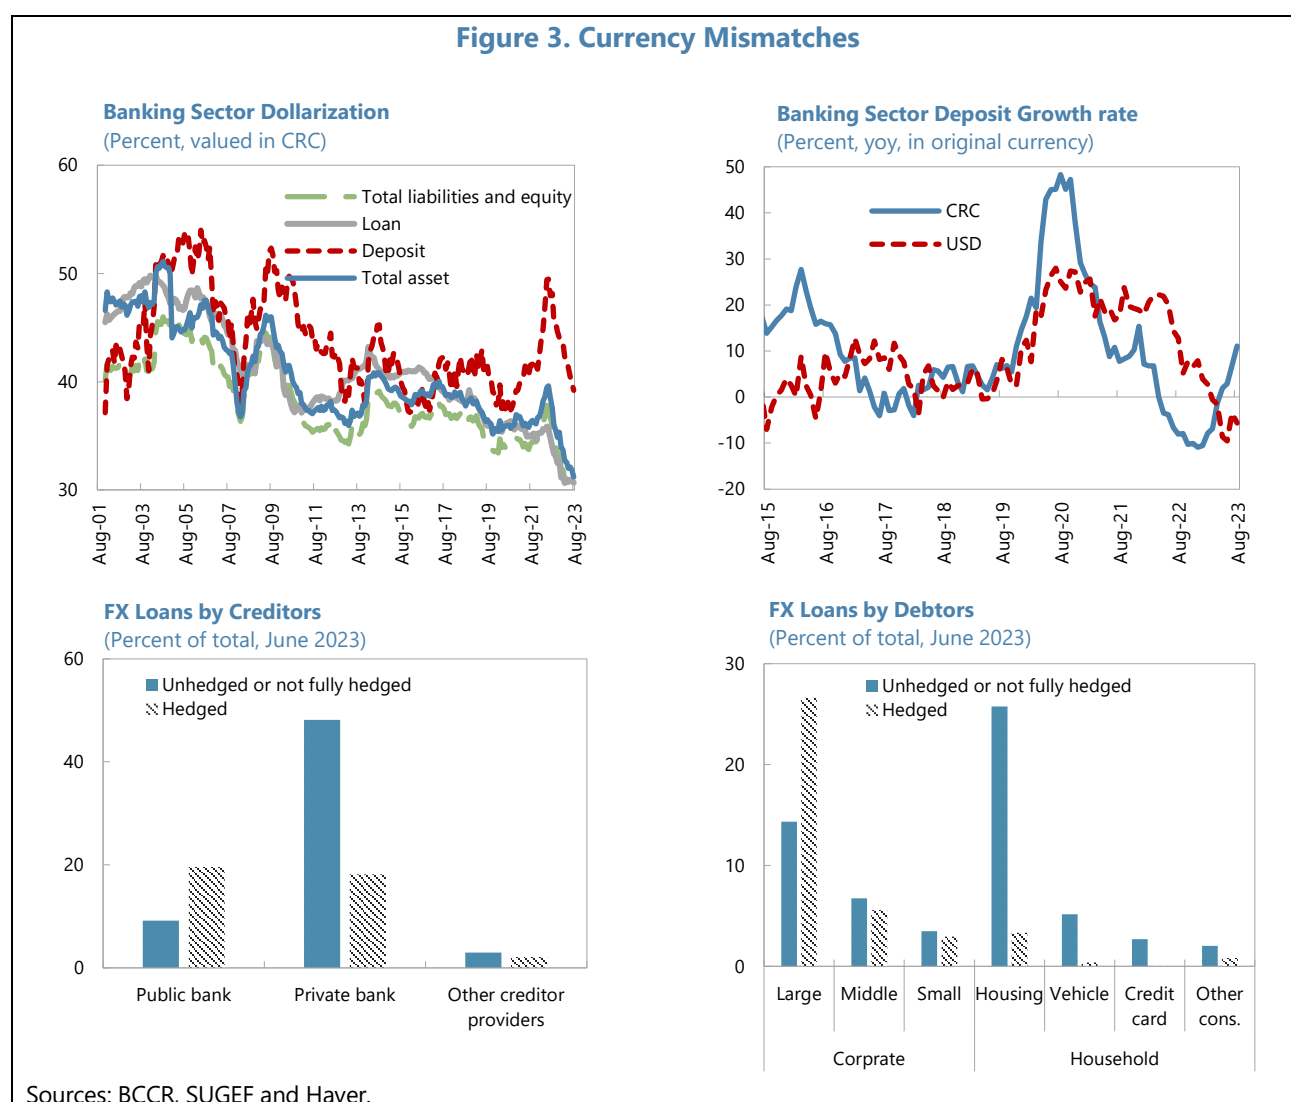 Figure 3. Currency Mismatches
Banking Sector Dollarization
(Percent, valued in CRC)
60
50
40
30
Total liabilities and equity
Loan
Deposit
Total asset
Aug-01
Aug-03
Aug-05
Aug-07
Aug-09
Aug-11
Aug-13
Aug-15
Aug-17
Aug-19
Aug-21
Aug-23
Banking Sector Deposit Growth rate
(Percent, yoy, in original currency)
50
40
30
20
10
0
-10
-20
CRC
USD
Aug-15
Aug-16
Aug-17
Aug-18
Aug-19
Aug-20
Aug-21
Aug-22
Aug-23
FX Loans by Creditors
(Percent of total, June 2023)
60
40
20
0
Unhedged or not fully hedged
Hedged
Public bank
Private bank
Other creditor
providers
FX Loans by Debtors
(Percent of total, June 2023)
30
20
10
0
Unhedged or not fully hedged
Hedged
Large
Middle
Small
Housing
Vehicle
Credit
card
Other
cons.
Corprate
Household
Sources: BCCR, SUGEF and Haver.